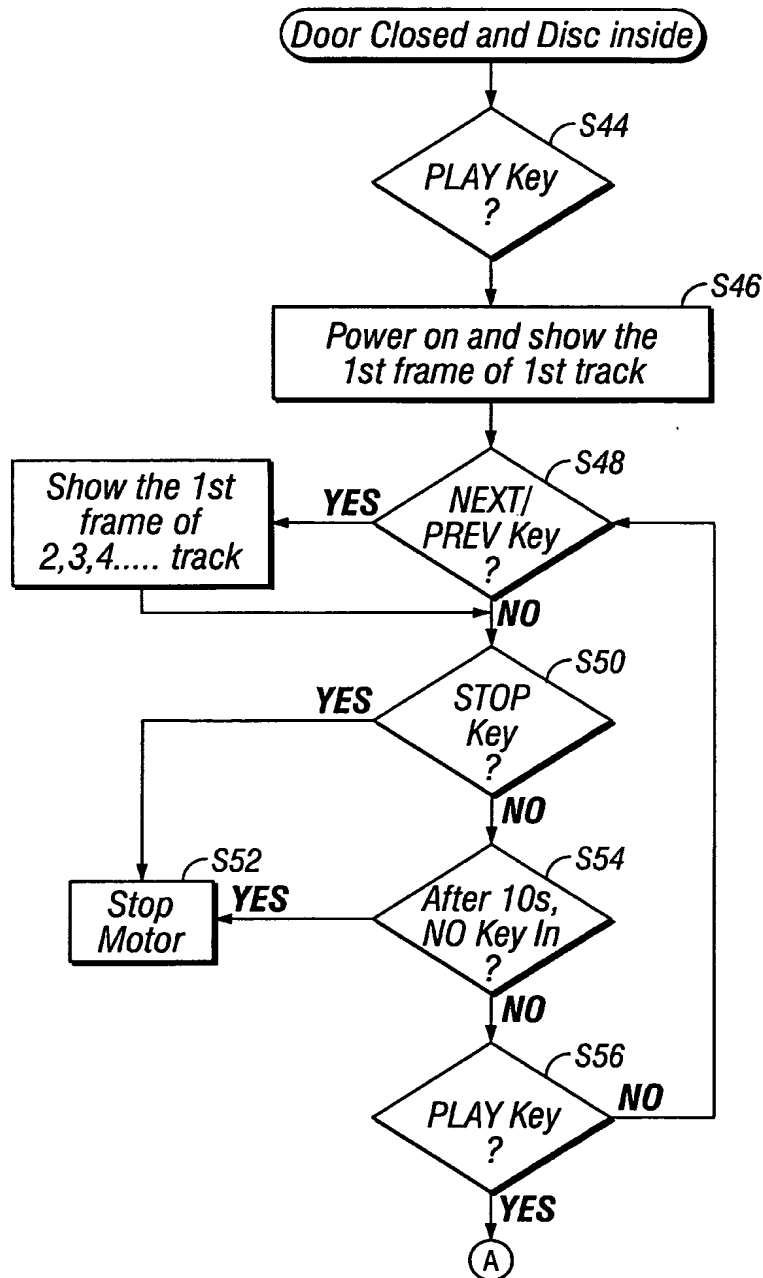 Door Closed and Disc inside
S44
PLAY Key
?
S46
Power on and show the
1st frame of 1st track
S48
NEXT/
PREV Key
?
YES
Show the 1st
frame of
2,3,4..... track
NO
S50
STOP
Key
?
YES
NO
S54
After 10s,
NO Key In
?
YES
S52
Stop
Motor
NO
S56
PLAY Key
?
NO
YES
A